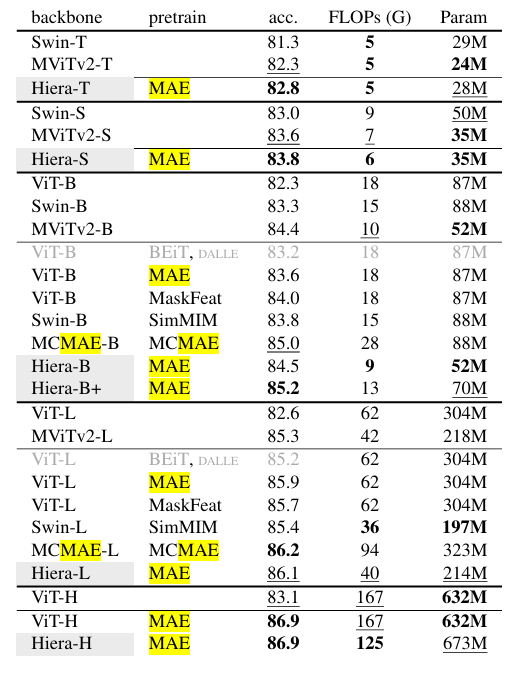 backbone pretrain acc. FLOPs (G) Param
Swin-T 81.3 5 29M
MViTv2-T 82.3 5 24M
Hiera-T MAE 82.8 5 28M
Swin-S 83.0 9 50M
MViTv2-S 83.6 7 35M
Hiera-S MAE 83.8 6 35M
ViT-B 82.3 18 87M
Swin-B 83.3 15 88M
MViTv2-B 84.4 10 52M
ViT-B BEiT, DALLE 83.2 18 87M
ViT-B MAE 83.6 18 87M
ViT-B MaskFeat 84.0 18 87M
Swin-B SimMIM 83.8 15 88M
MCMAE-B MCMAE 85.0 28 88M
Hiera-B MAE 84.5 9 52M
Hiera-B+ MAE 85.2 13 70M
ViT-L 82.6 62 304M
MViTv2-L 85.3 42 218M
ViT-L BEiT, DALLE 85.2 62 304M
ViT-L MAE 85.9 62 304M
ViT-L MaskFeat 85.7 62 304M
Swin-L SimMIM 85.4 36 197M
MCMAE-L MCMAE 86.2 94 323M
Hiera-L MAE 86.1 40 214M
ViT-H 83.1 167 632M
ViT-H MAE 86.9 167 632M
Hiera-H MAE 86.9 125 673M